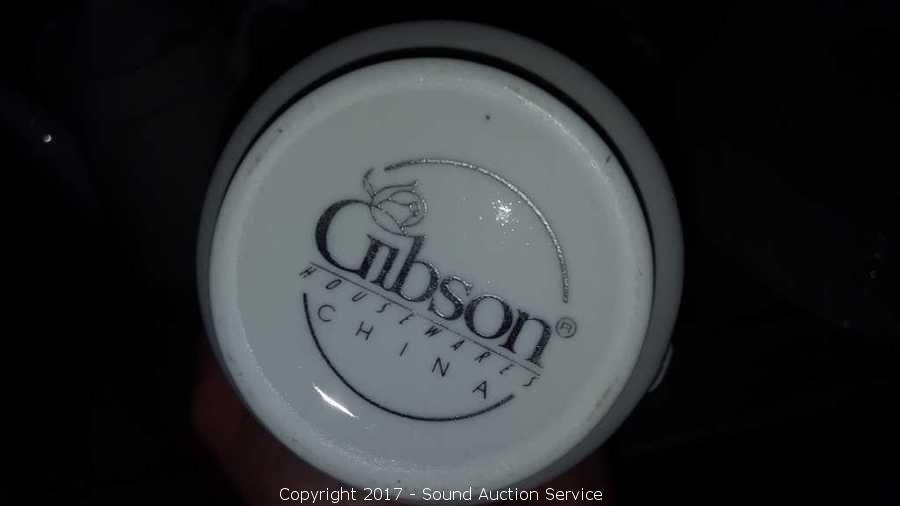 Gibson®
HOUSEWARES
CHINA
Copyright 2017 - Sound Auction Service